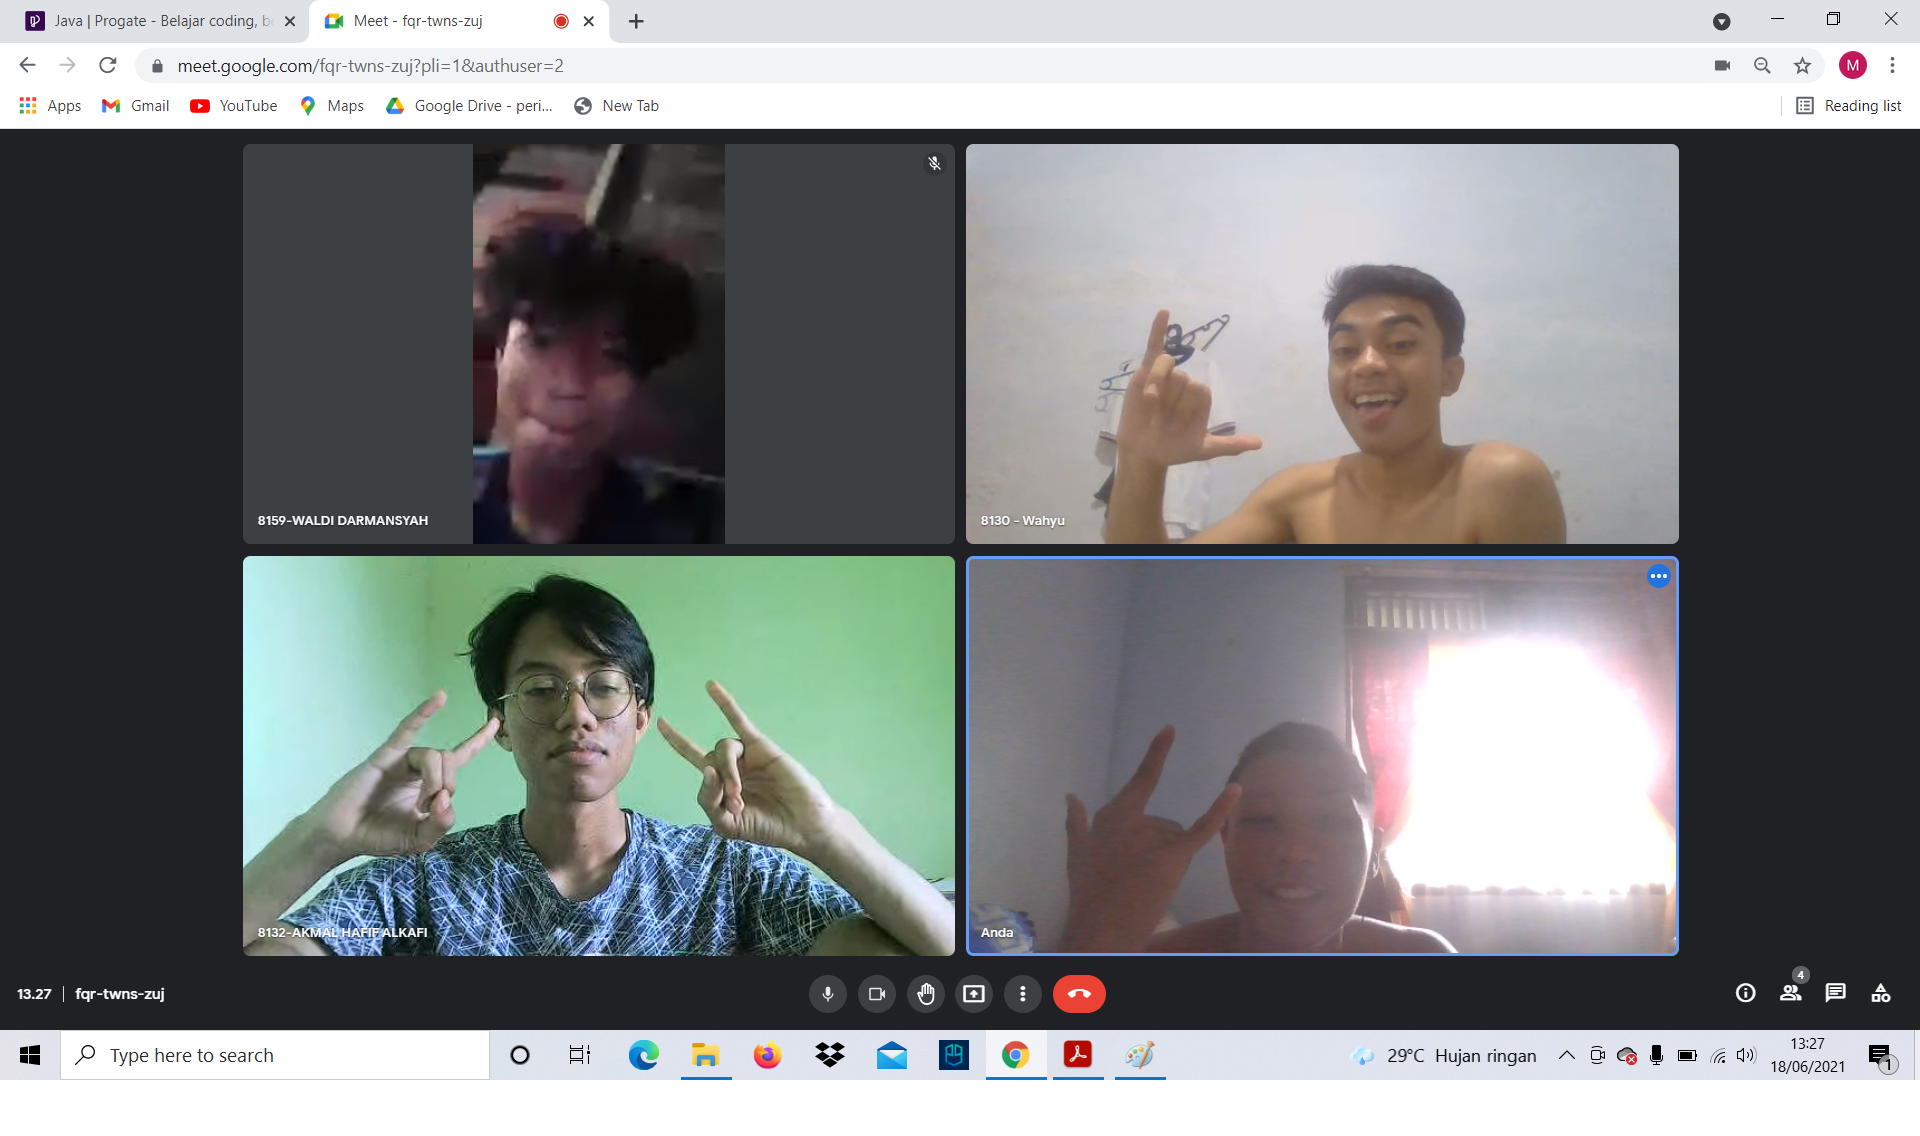 Java | Progate - Belajar coding, b
Meet - fqr-twns-zuj
meet.google.com/fqr-twns-zuj?pli=1&authuser=2
M
Apps
Gmail
YouTube
Maps
Google Drive - peri...
New Tab
Reading list
8159-WALDI DARMANSYAH
8130 - Wahyu
8132-AKMAL HAFIF ALKAFI
Anda
13.27
fqr-twns-zuj
4
Type here to search
29°C Hujan ringan
13:27
18/06/2021
1